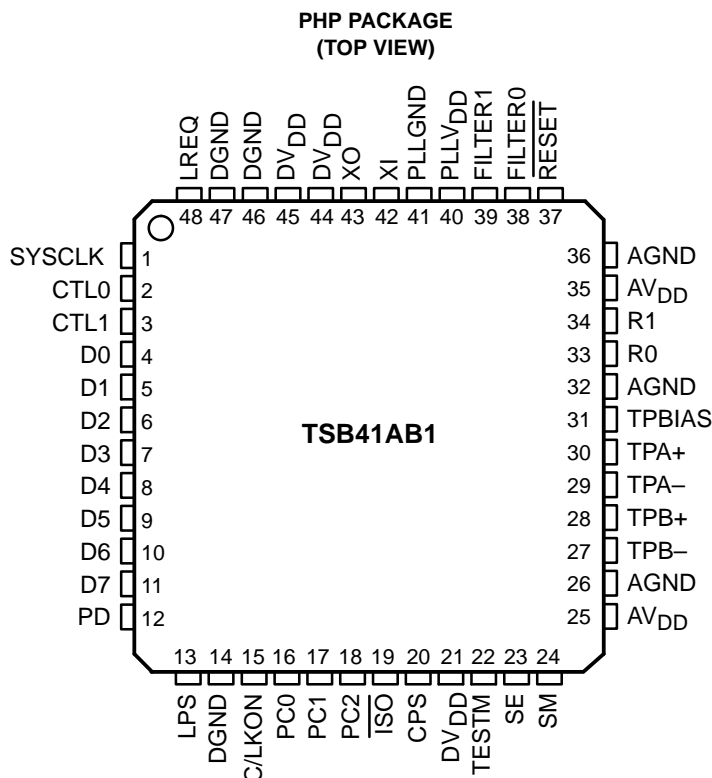 PHP PACKAGE
(TOP VIEW)
LREQ
DGND
DGND
DVDD
DVDD
XO
XI
PLLGND
PLLVDD
FILTER1
FILTER0
RESET
48 47 46 45 44 43 42 41 40 39 38 37
SYSCLK 1
CTL0 2
CTL1 3
D0 4
D1 5
D2 6
D3 7
D4 8
D5 9
D6 10
D7 11
PD 12
TSB41AB1
36 AGND
35 AVDD
34 R1
33 R0
32 AGND
31 TPBIAS
30 TPA+
29 TPA–
28 TPB+
27 TPB–
26 AGND
25 AVDD
13 14 15 16 17 18 19 20 21 22 23 24
LPS
DGND
C/LKON
PC0
PC1
PC2
ISO
CPS
DVDD
TESTM
SE
SM